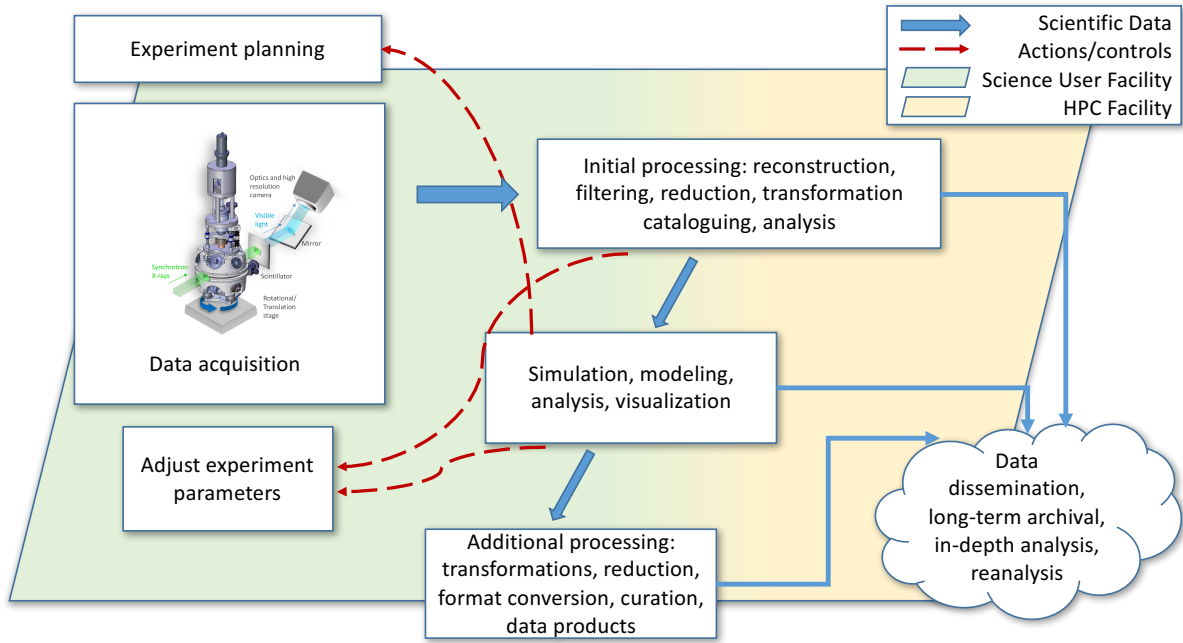 Experiment planning
Scientific Data
Actions/controls
Science User Facility
HPC Facility
Optics and high
resolution
camera
Visible
light
Mirror
Synchrotron
X-rays
Scintillator
Rotational/
Translation
stage
Data acquisition
Initial processing: reconstruction,
filtering, reduction, transformation
cataloguing, analysis
Simulation, modeling,
analysis, visualization
Adjust experiment
parameters
Additional processing:
transformations, reduction,
format conversion, curation,
data products
Data
dissemination,
long-term archival,
in-depth analysis,
reanalysis